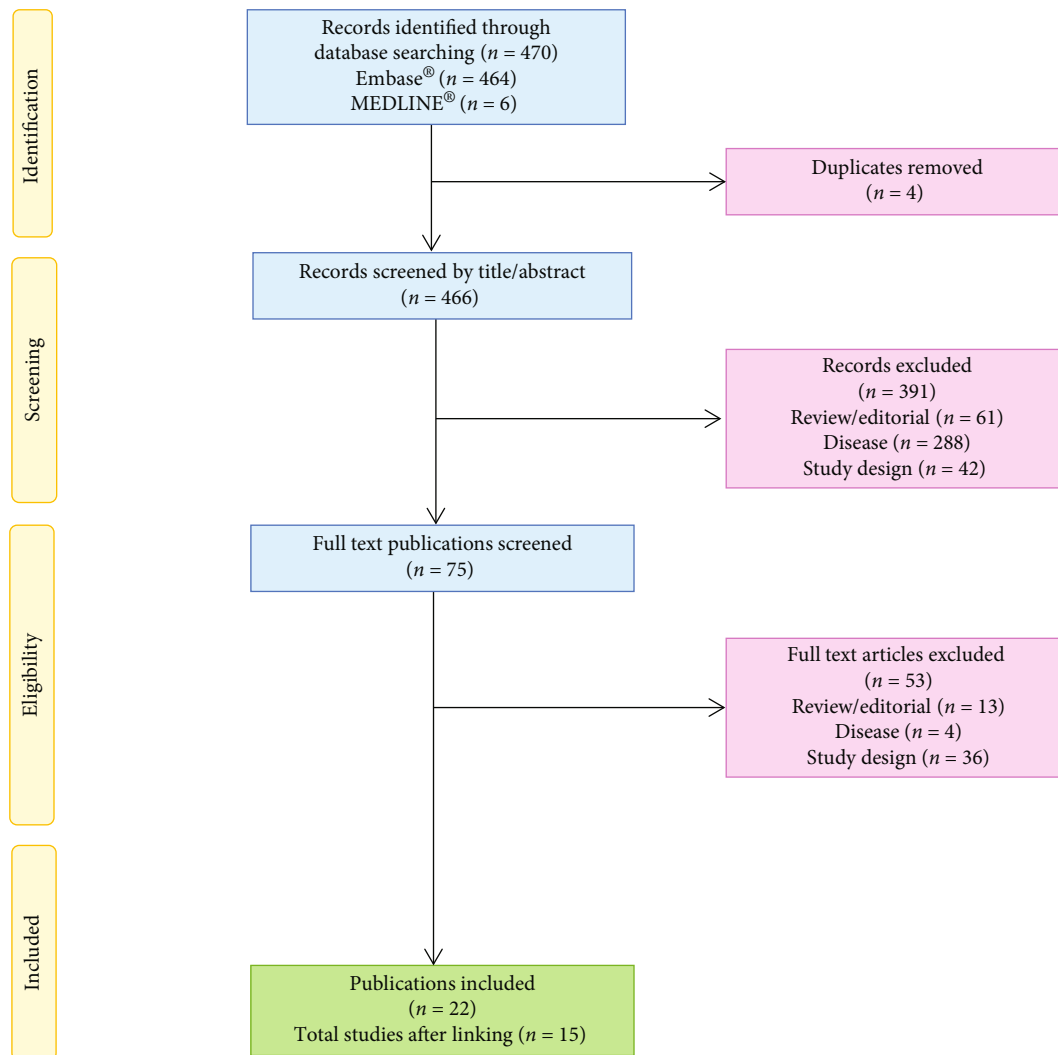 Identification
Records identified through
database searching (n = 470)
Embase® (n = 464)
MEDLINE® (n = 6)
Duplicates removed
(n = 4)
Screening
Records screened by title/abstract
(n = 466)
Records excluded
(n = 391)
Review/editorial (n = 61)
Disease (n = 288)
Study design (n = 42)
Eligibility
Full text publications screened
(n = 75)
Full text articles excluded
(n = 53)
Review/editorial (n = 13)
Disease (n = 4)
Study design (n = 36)
Included
Publications included
(n = 22)
Total studies after linking (n = 15)